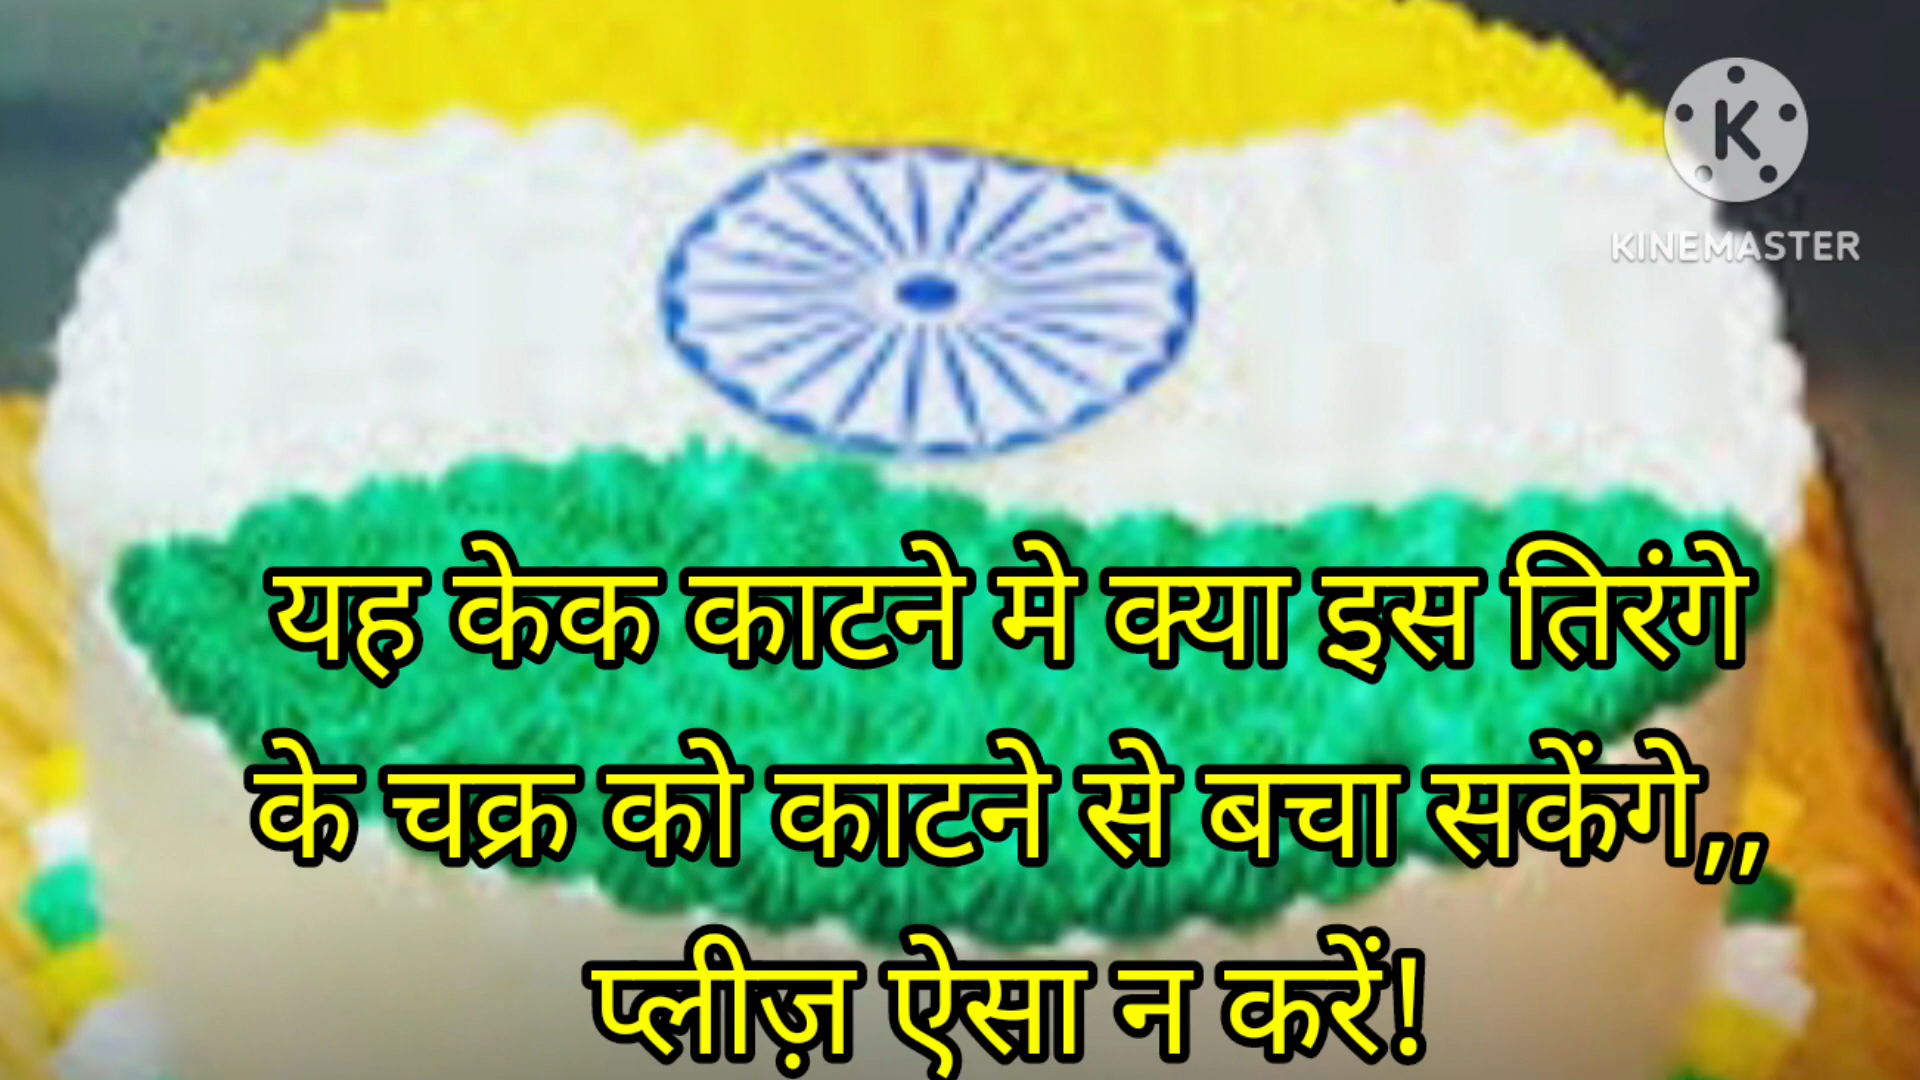 KINEMASTER
यह केक काटने मे क्या इस तिरंगे
के चक्र को काटने से बचा सकेंगे,,
प्लीज़ ऐसा न करें!